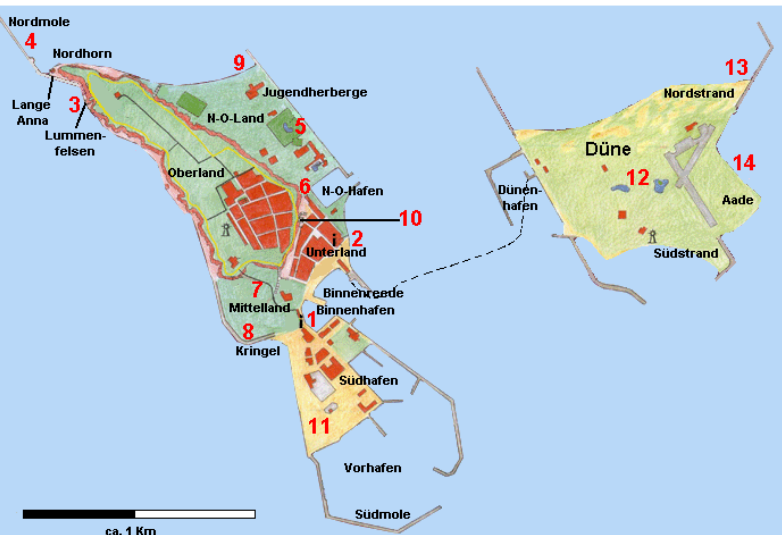 Nordmole
4
Nordhorn
9
13
Lange
Anna
3
Lummen-
felsen
Jugendherberge
N-O-Land
5
Nordstrand
Düne
14
Oberland
6
N-O-Hafen
12
Dünen-
hafen
Aade
10
i
2
Unterland
Südstrand
7
Mittelland
Binnenreede
Binnenhafen
8
i
1
Kringel
Südhafen
11
Vorhafen
Südmole
ca. 1 Km